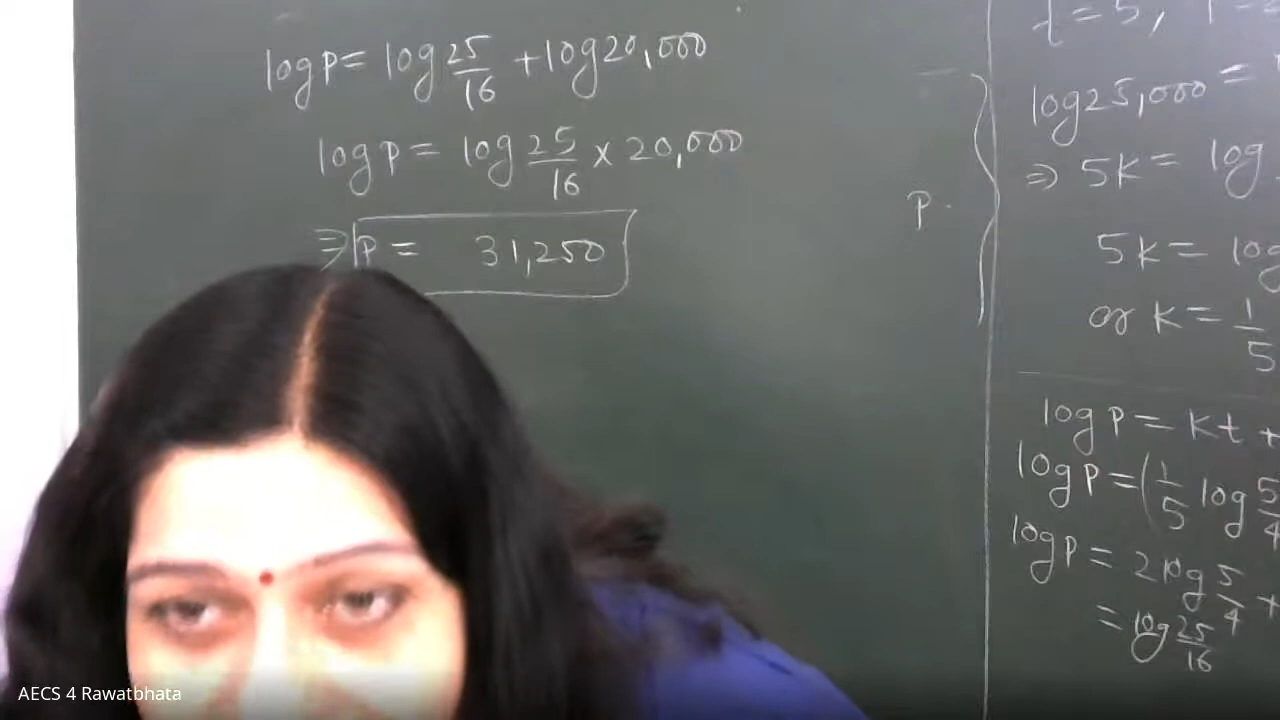 log P = log 25/16 + log 20,000
log P = log 25/16 x 20,000
⇒ P = 31,250
P.
t = 5,
log 25,000 =
⇒ 5k = log
5k = log
or k = 1/5
log P = kt +
log P = (1/5 log 5/4
log P = 2 log 5/4 +
= log 25/16
AECS 4 Rawatbhata